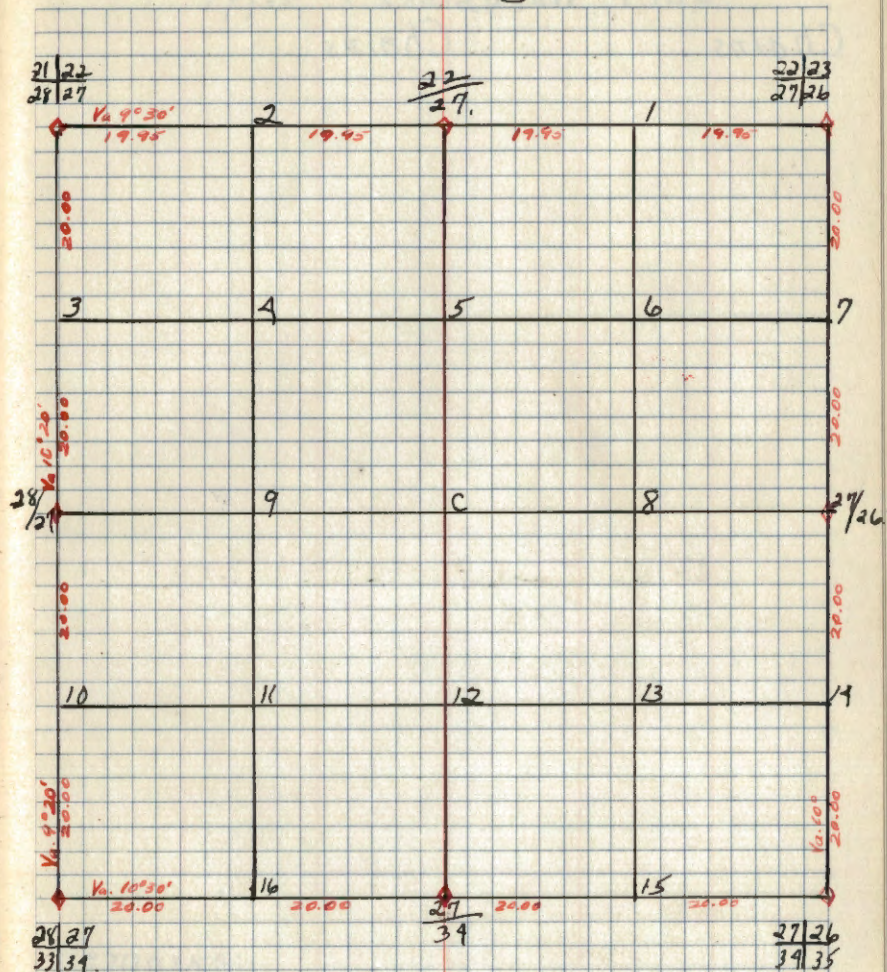 21 22 22 22 23
28 27 27. 27 26
Va 9°30' 2 1
19.95 19.95 19.95 19.95
20.00 20.00
3 4 5 6 7
Va 10°20' 20.00 20.00
28/27 9 C 8 27/26
20.00 20.00
10 11 12 13 14
Va. 9°20' 20.00 Va. 10° 20.00
Va. 10°30' 16 15
20.00 20.00 20.00 20.00
28 27 27 27 26
33 34 34 34 35